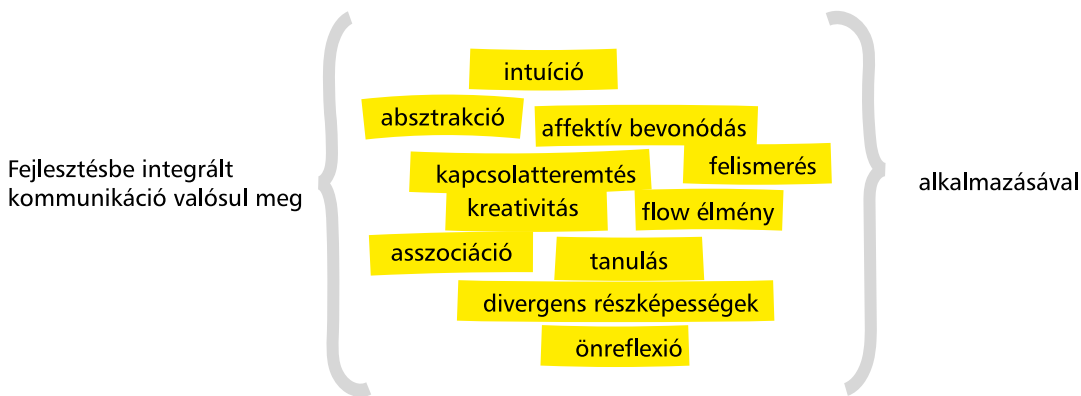 Fejlesztésbe integrált
kommunikáció valósul meg
intuíció
absztrakció
affektív bevonódás
kapcsolatteremtés
felismerés
kreativitás
flow élmény
asszociáció
tanulás
divergens részképességek
önreflexió
alkalmazásával